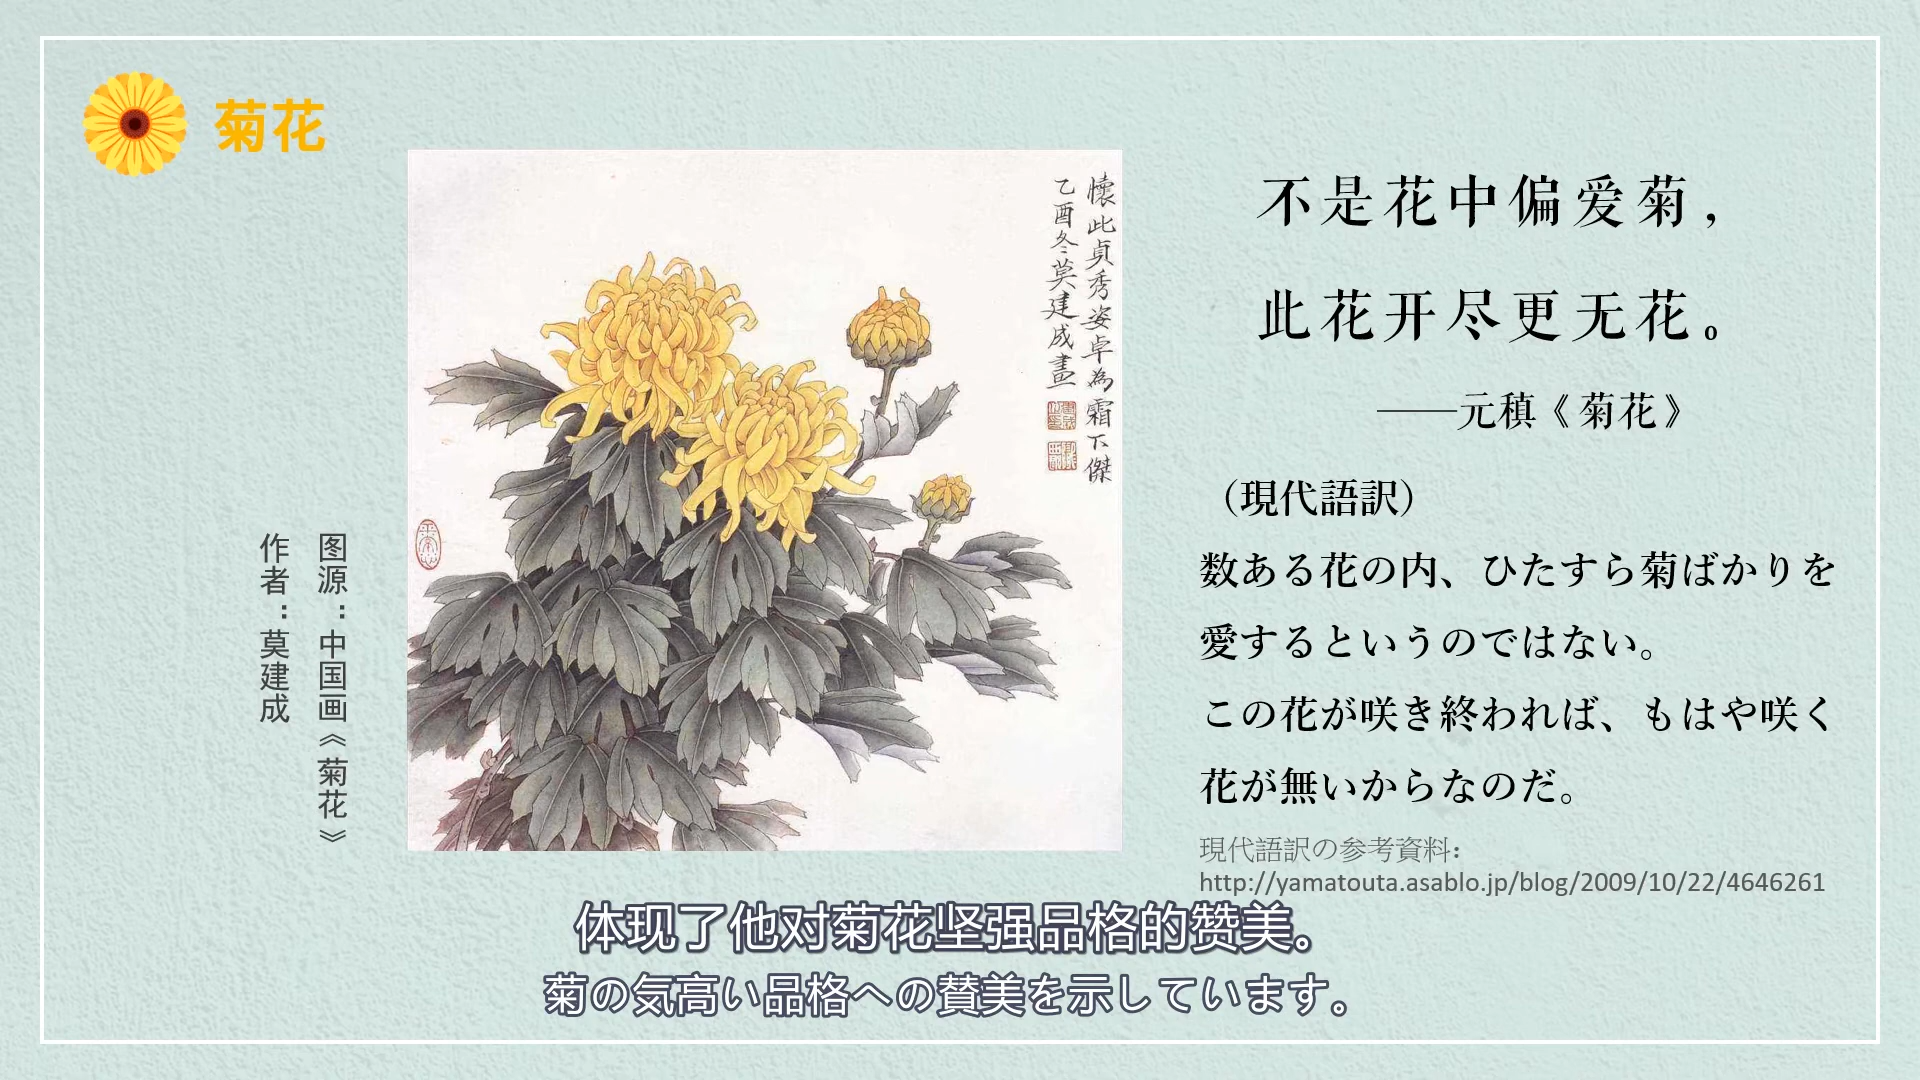 菊花
懐此貞秀姿卓為霜下傑
乙酉冬莫建成畫
图源：中国画《菊花》
作者：莫建成
不是花中偏爱菊，
此花开尽更无花。
——元稹《菊花》
（現代語訳）
数ある花の内、ひたすら菊ばかりを
愛するというのではない。
この花が咲き終われば、もはや咲く
花が無いからなのだ。
現代語訳の参考資料：
http://yamatouta.asablo.jp/blog/2009/10/22/4646261
体现了他对菊花坚强品格的赞美。
菊の気高い品格への賛美を示しています。